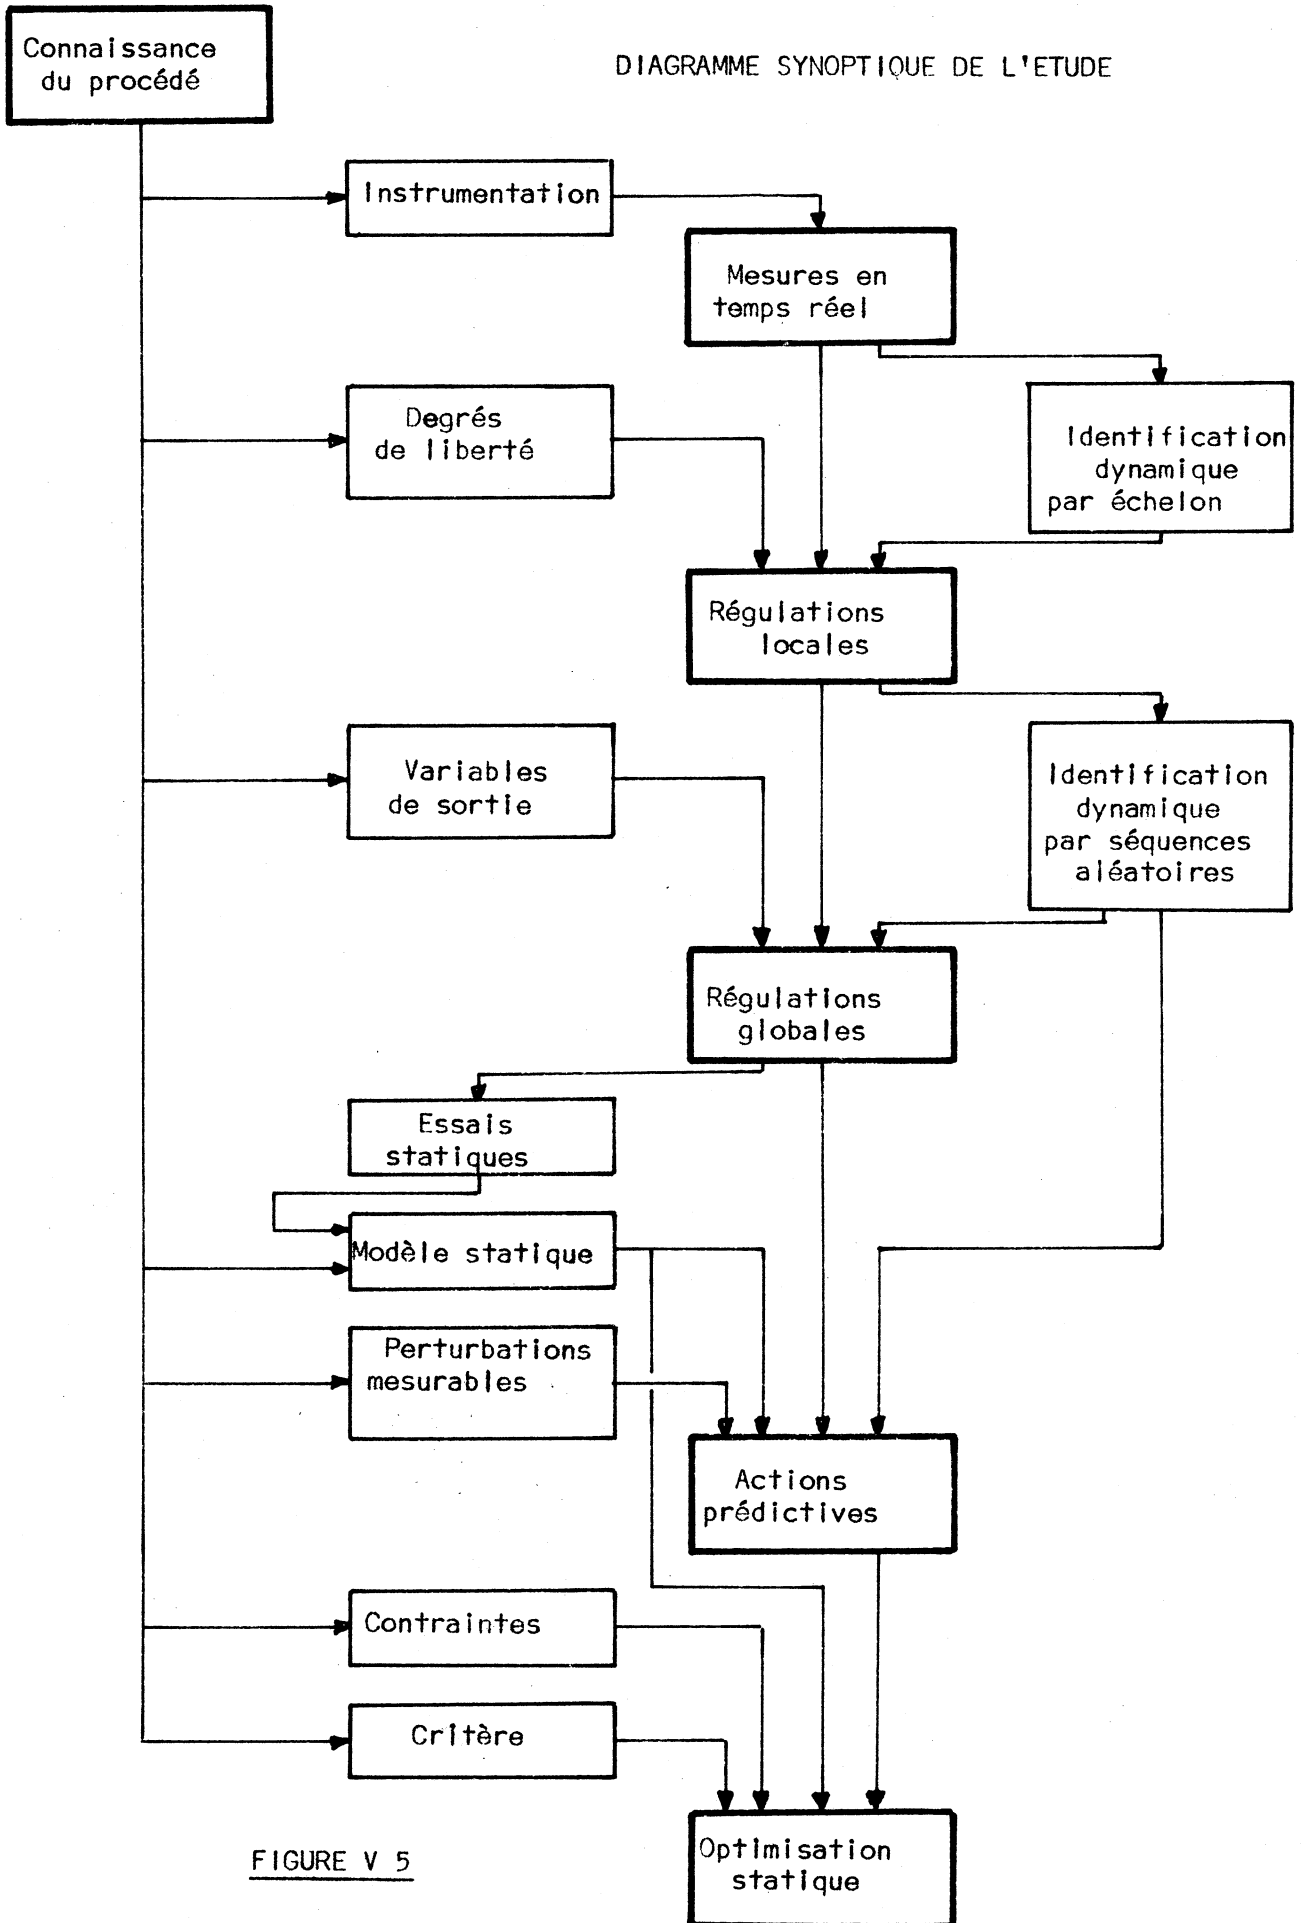 Connaissance
du procédé
DIAGRAMME SYNOPTIQUE DE L'ETUDE
Instrumentation
Mesures en
temps réel
Degrés
de liberté
Identification
dynamique
par échelon
Régulations
locales
Variables
de sortie
Identification
dynamique
par séquences
aléatoires
Régulations
globales
Essais
statiques
Modèle statique
Perturbations
mesurables
Actions
prédictives
Contraintes
Critère
Optimisation
statique
FIGURE V 5